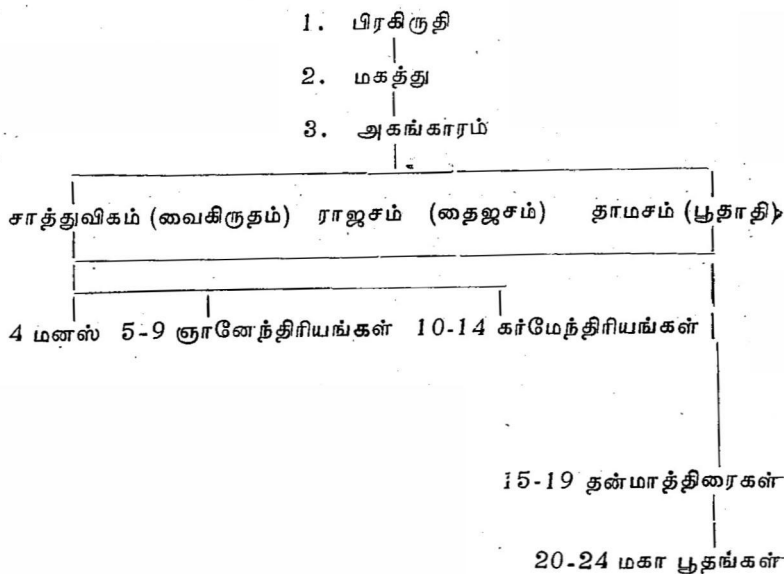 1. பிரகிருதி
2. மகத்து
3. அகங்காரம்
சாத்துவிகம் (வைகிருதம்) ராஜசம் (தைஜசம்) தாமசம் (பூதாதி)
4 மனஸ் 5-9 ஞானேந்திரியங்கள் 10-14 கர்மேந்திரியங்கள்
15-19 தன்மாத்திரைகள்
20-24 மகா பூதங்கள்